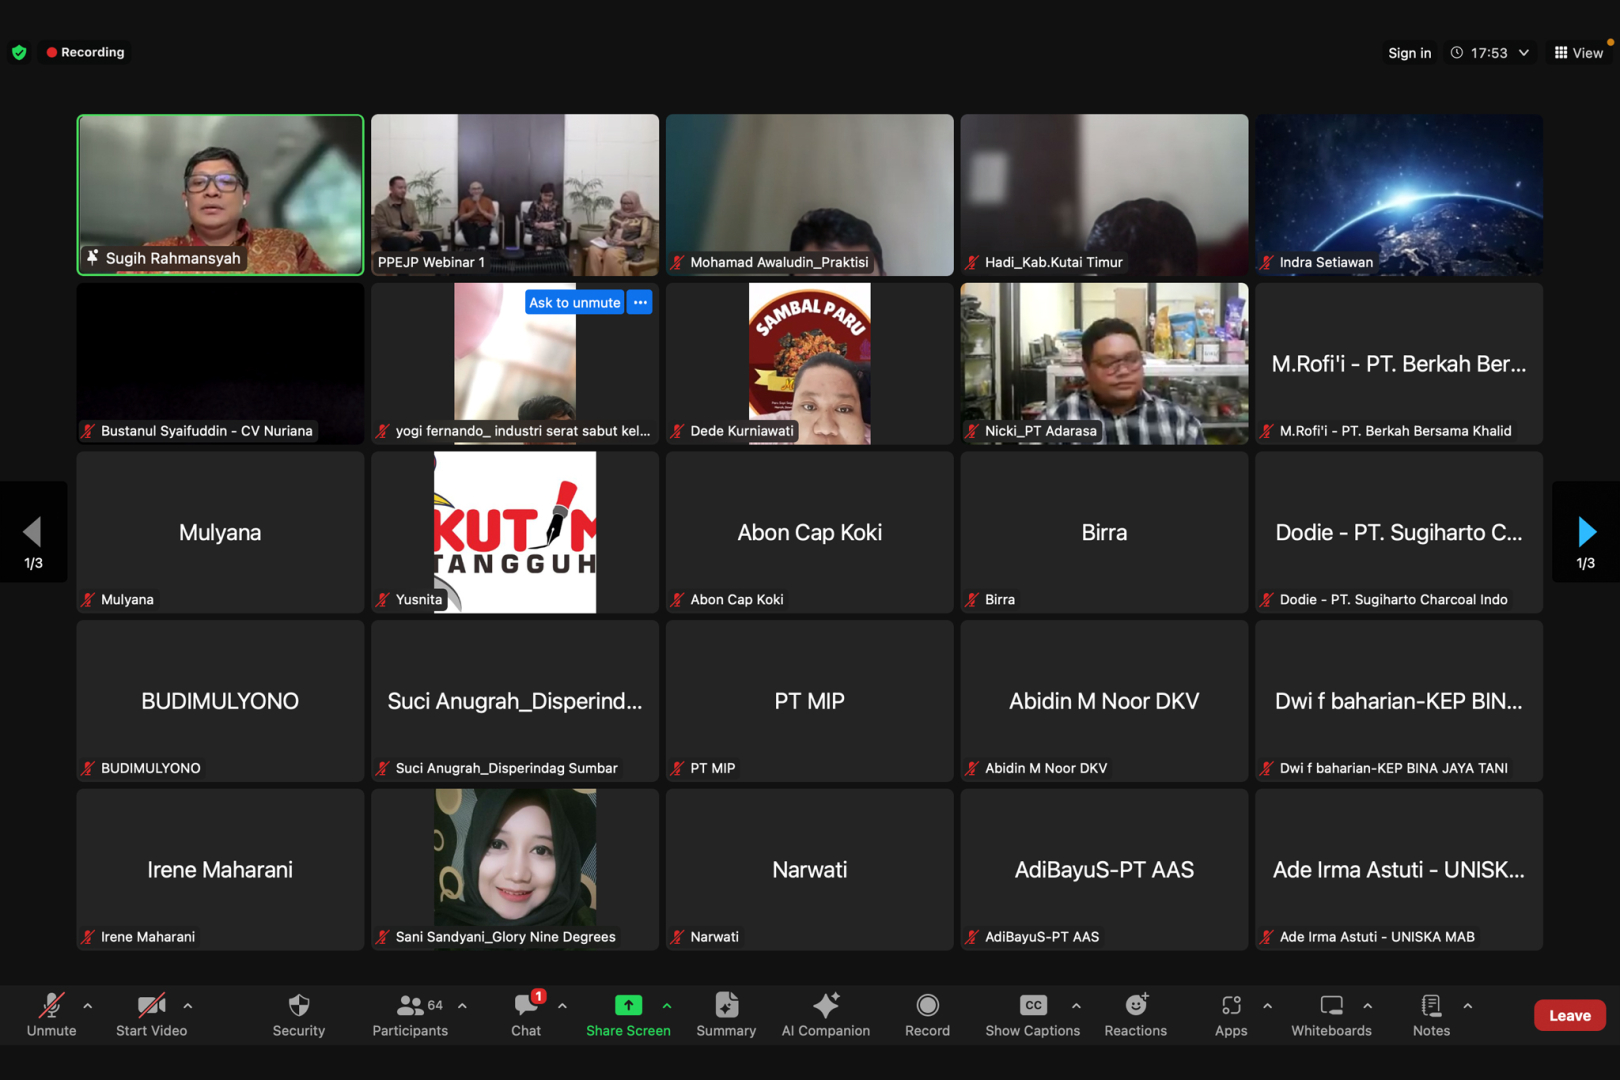 Recording
Sign in
17:53
View
Sugih Rahmansyah
PPEJP Webinar 1
Mohamad Awaludin_Praktisi
Hadi_Kab.Kutai Timur
Indra Setiawan
Ask to unmute ...
SAMBAL PARU
M.Rofi'i - PT. Berkah Ber...
Bustanul Syaifuddin - CV Nuriana
yogi fernando_ industri serat sabut kel...
Dede Kurniawati
Nicki_PT Adarasa
M.Rofi'i - PT. Berkah Bersama Khalid
1/3
Mulyana
KUTIM
TANGGUH
Abon Cap Koki
Birra
Dodie - PT. Sugiharto C...
1/3
Mulyana
Yusnita
Abon Cap Koki
Birra
Dodie - PT. Sugiharto Charcoal Indo
BUDIMULYONO
Suci Anugrah_Disperind...
PT MIP
Abidin M Noor DKV
Dwi f baharian-KEP BIN...
BUDIMULYONO
Suci Anugrah_Disperindag Sumbar
PT MIP
Abidin M Noor DKV
Dwi f baharian-KEP BINA JAYA TANI
Irene Maharani
Narwati
AdiBayuS-PT AAS
Ade Irma Astuti - UNISK...
Irene Maharani
Sani Sandyani_Glory Nine Degrees
Narwati
AdiBayuS-PT AAS
Ade Irma Astuti - UNISKA MAB
64
1
CC
Unmute
Start Video
Security
Participants
Chat
Share Screen
Summary
AI Companion
Record
Show Captions
Reactions
Apps
Whiteboards
Notes
Leave